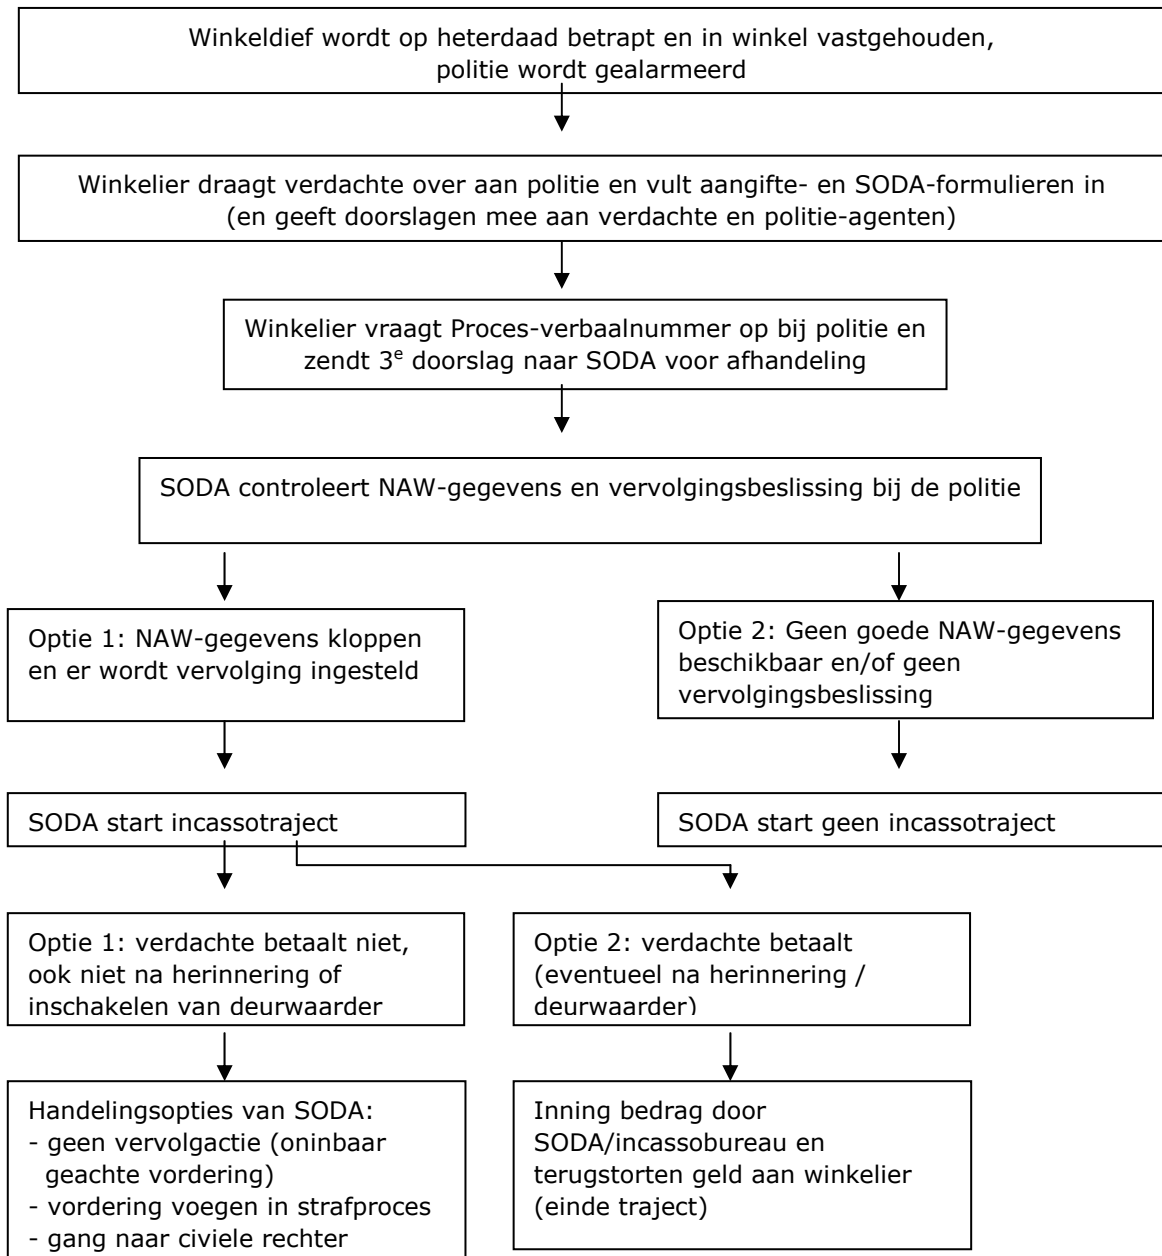 Winkeldief wordt op heterdaad betrapt en in winkel vastgehouden,
politie wordt gealarmeerd
Winkelier draagt verdachte over aan politie en vult aangifte- en SODA-formulieren in
(en geeft doorslagen mee aan verdachte en politie-agenten)
Winkelier vraagt Proces-verbaalnummer op bij politie en
zendt 3e doorslag naar SODA voor afhandeling
SODA controleert NAW-gegevens en vervolgingsbeslissing bij de politie
Optie 1: NAW-gegevens kloppen
en er wordt vervolging ingesteld
Optie 2: Geen goede NAW-gegevens
beschikbaar en/of geen
vervolgingsbeslissing
SODA start incassotraject
SODA start geen incassotraject
Optie 1: verdachte betaalt niet,
ook niet na herinnering of
inschakelen van deurwaarder
Optie 2: verdachte betaalt
(eventueel na herinnering /
deurwaarder)
Handelingsopties van SODA:
- geen vervolgactie (oninbaar
geachte vordering)
- vordering voegen in strafproces
- gang naar civiele rechter
Inning bedrag door
SODA/incassobureau en
terugstorten geld aan winkelier
(einde traject)